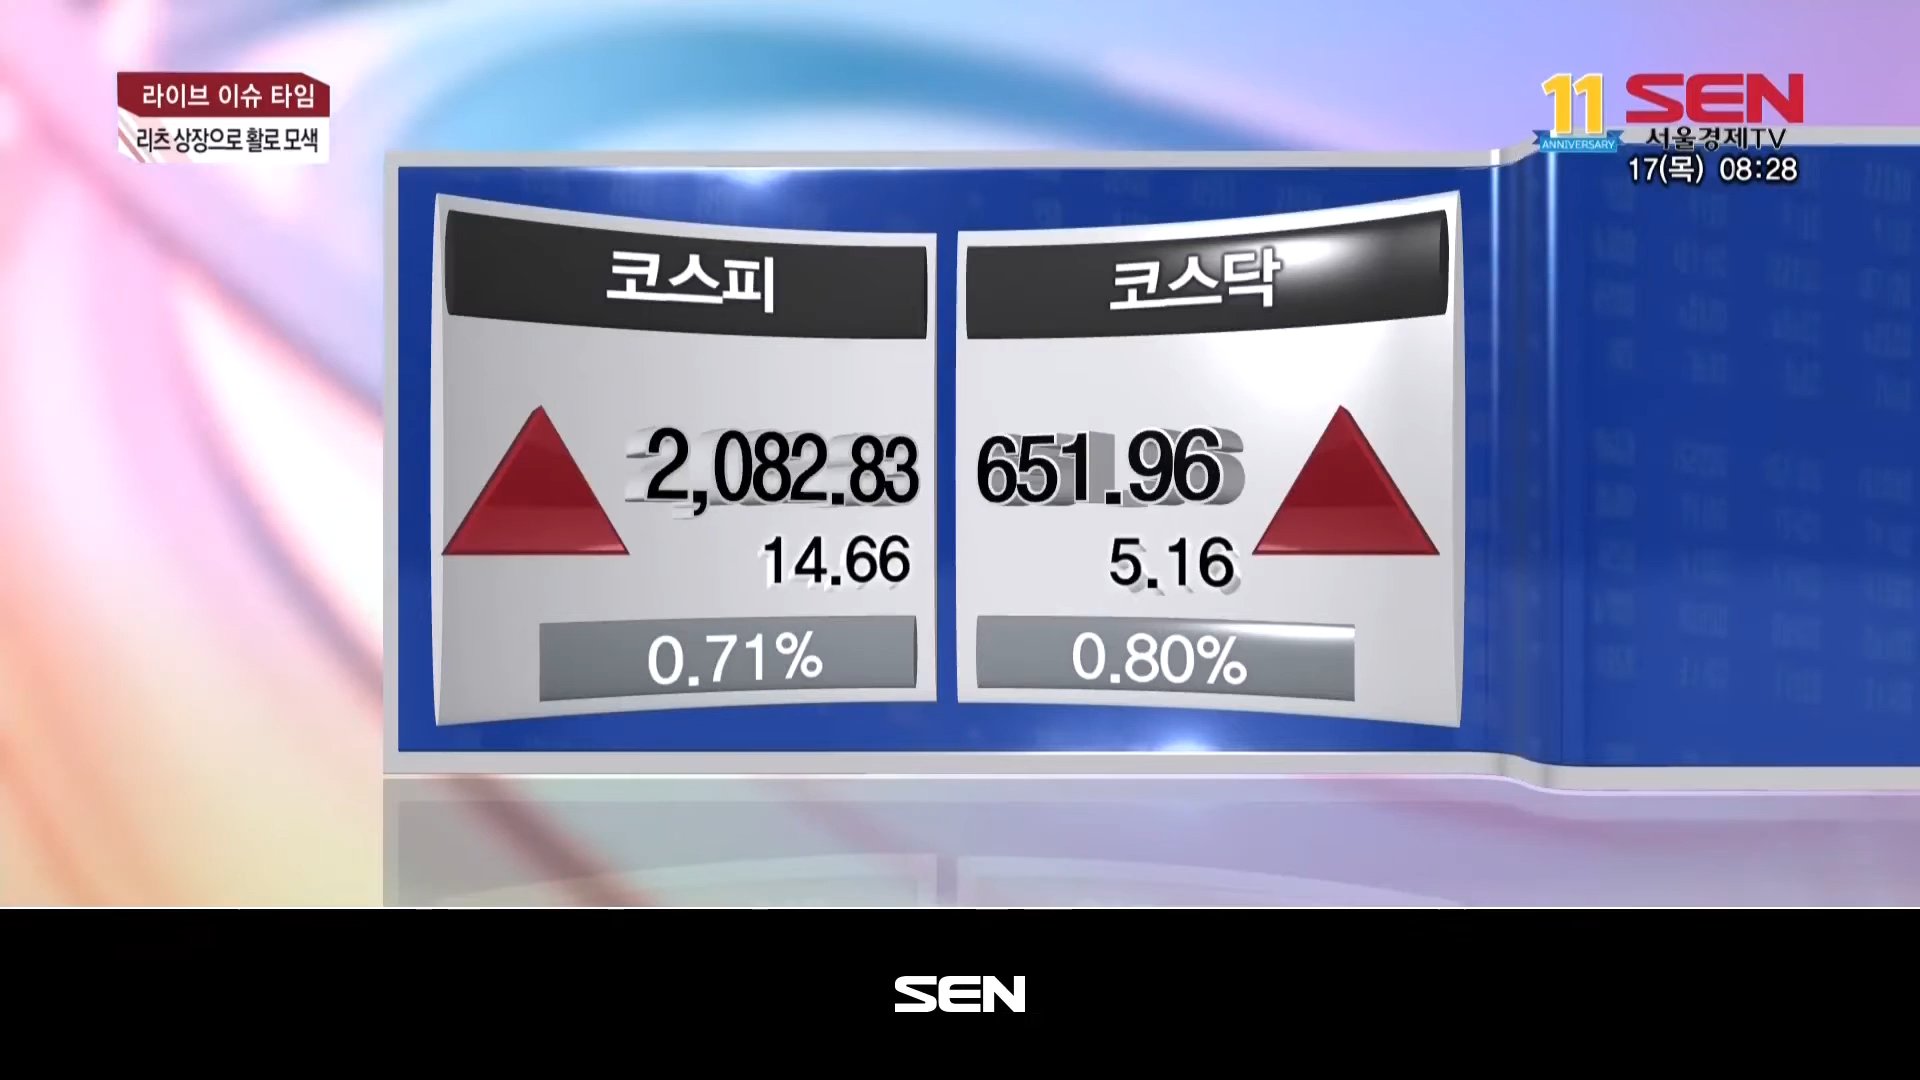 라이브 이슈 타임
리츠 상장으로 활로 모색
11 SEN
ANNIVERSARY 서울경제TV
17(목) 08:28
코스피
2,082.83
14.66
0.71%
코스닥
651.96
5.16
0.80%
SEN